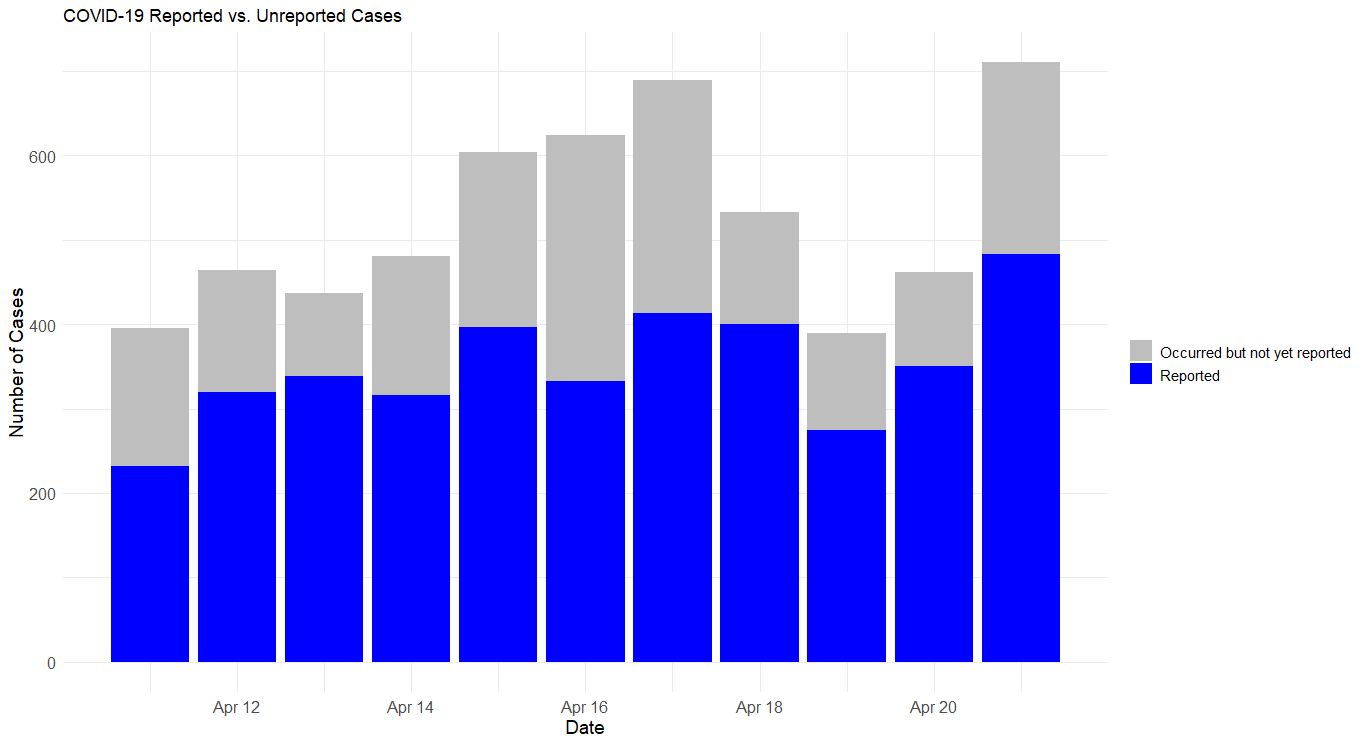 COVID-19 Reported vs. Unreported Cases
Number of Cases
600
400
200
0
Apr 12
Apr 14
Apr 16
Apr 18
Apr 20
Date
Occurred but not yet reported
Reported